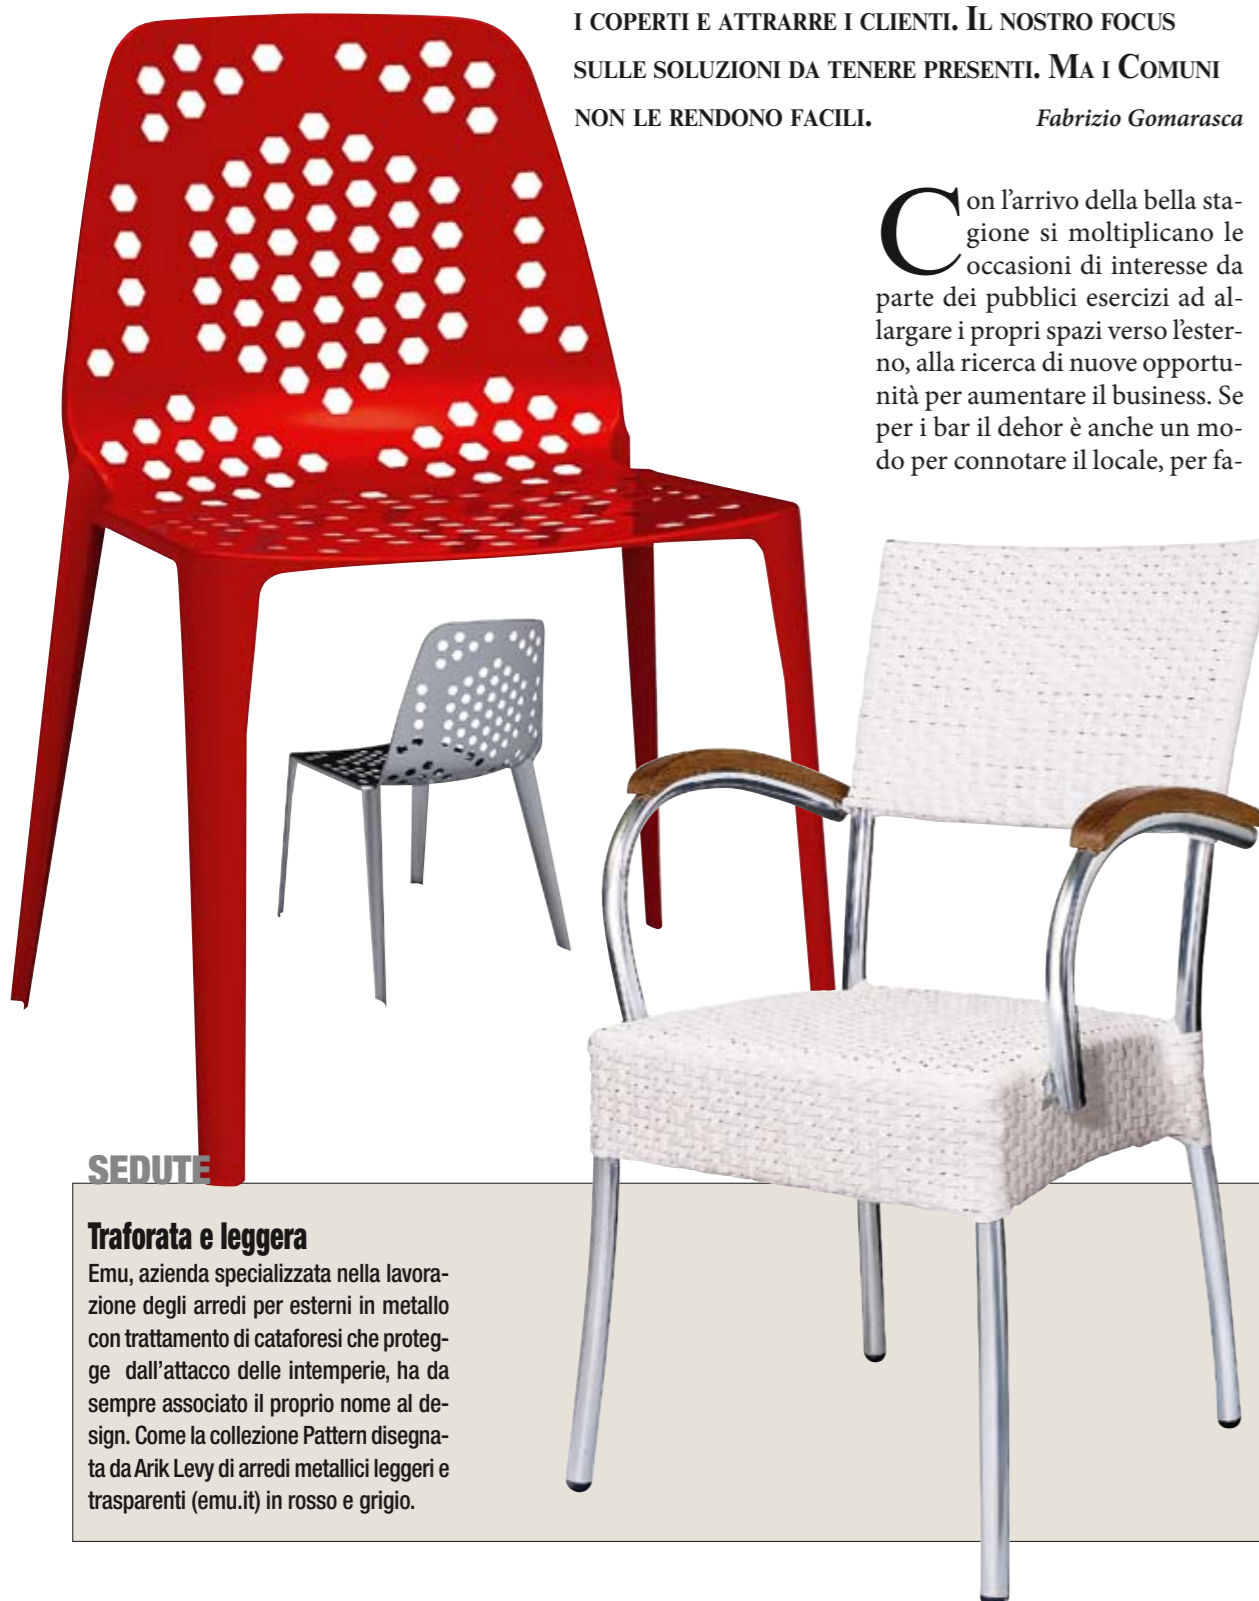 I COPERTI E ATTRARRE I CLIENTI. IL NOSTRO FOCUS
SULLE SOLUZIONI DA TENERE PRESENTI. MA I COMUNI
NON LE RENDONO FACILI. Fabrizio Gomarasca
Con l'arrivo della bella sta-
gione si moltiplicano le
occasioni di interesse da
parte dei pubblici esercizi ad al-
largare i propri spazi verso l'ester-
no, alla ricerca di nuove opportu-
nità per aumentare il business. Se
per i bar il dehor è anche un mo-
do per connotare il locale, per fa-
SEDUTE
Traforata e leggera
Emu, azienda specializzata nella lavora-
zione degli arredi per esterni in metallo
con trattamento di cataforesi che proteg-
ge dall'attacco delle intemperie, ha da
sempre associato il proprio nome al de-
sign. Come la collezione Pattern disegna-
ta da Arik Levy di arredi metallici leggeri e
trasparenti (emu.it) in rosso e grigio.